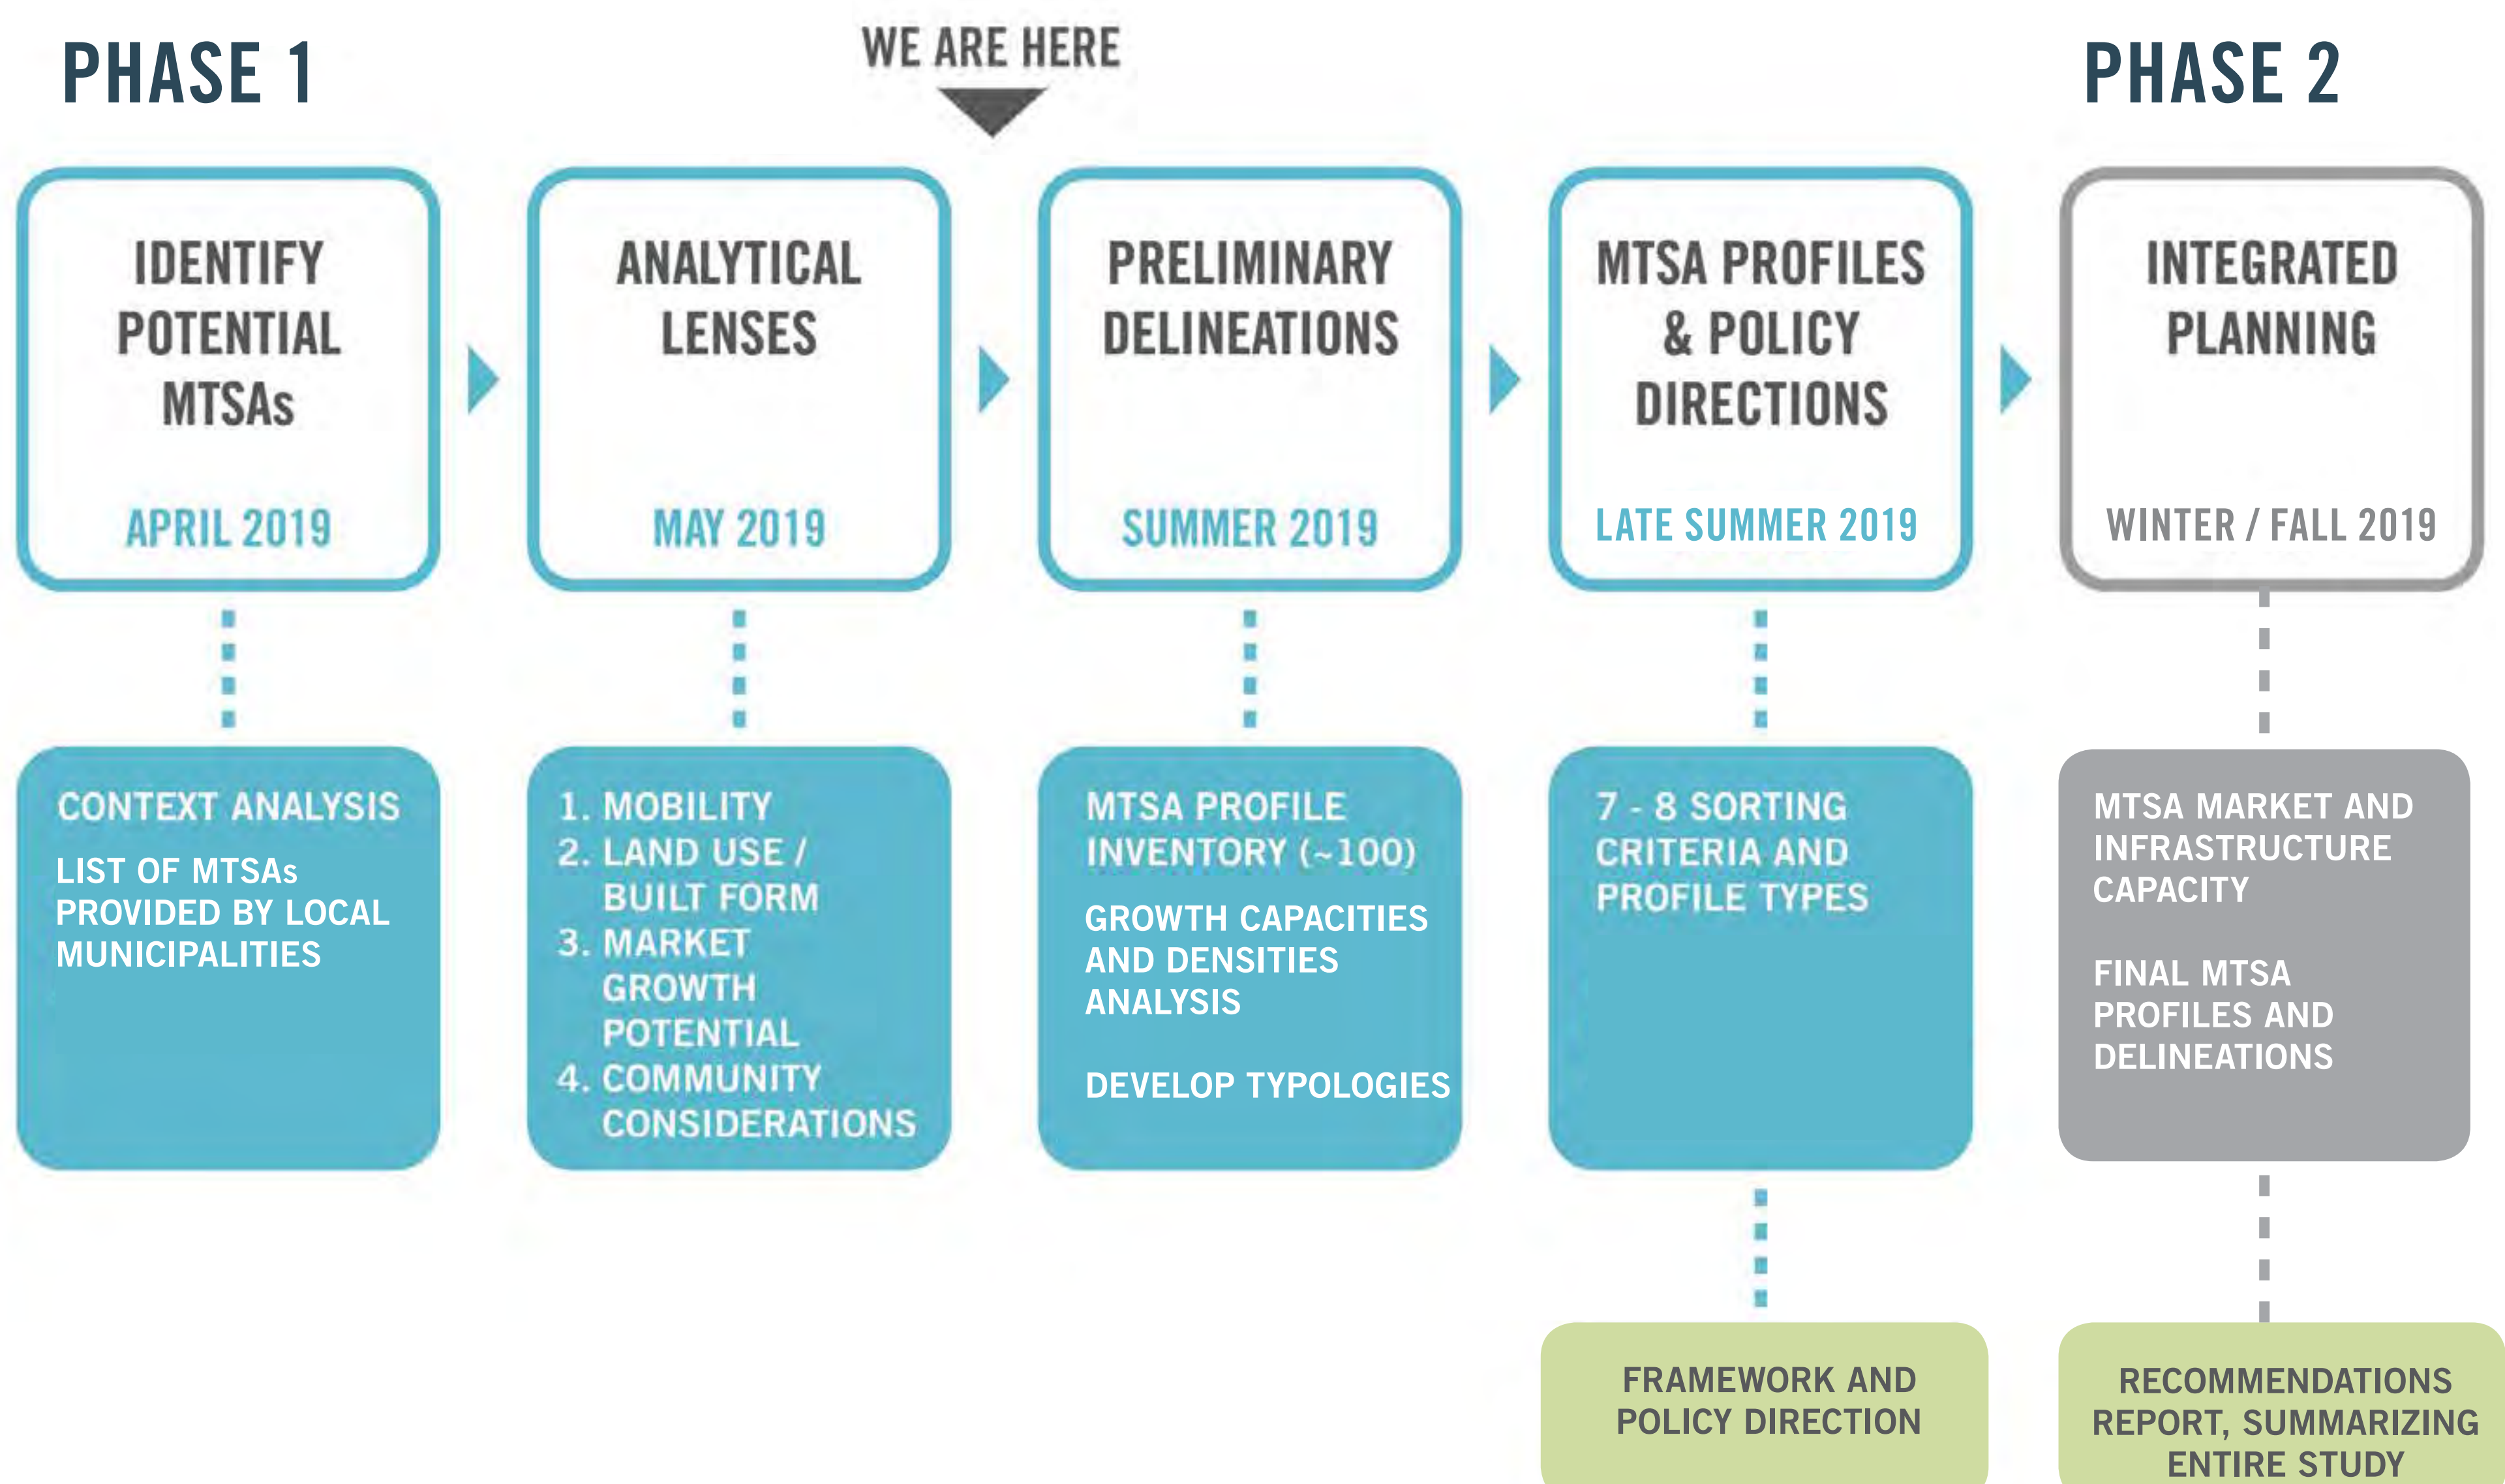 PHASE 1
WE ARE HERE
PHASE 2
IDENTIFY
POTENTIAL
MTSAs
APRIL 2019
ANALYTICAL
LENSES
MAY 2019
PRELIMINARY
DELINEATIONS
SUMMER 2019
MTSA PROFILES
& POLICY
DIRECTIONS
LATE SUMMER 2019
INTEGRATED
PLANNING
WINTER / FALL 2019
CONTEXT ANALYSIS
LIST OF MTSAs
PROVIDED BY LOCAL
MUNICIPALITIES
1. MOBILITY
2. LAND USE /
BUILT FORM
3. MARKET
GROWTH
POTENTIAL
4. COMMUNITY
CONSIDERATIONS
MTSA PROFILE
INVENTORY (~100)
GROWTH CAPACITIES
AND DENSITIES
ANALYSIS
DEVELOP TYPOLOGIES
7 - 8 SORTING
CRITERIA AND
PROFILE TYPES
MTSA MARKET AND
INFRASTRUCTURE
CAPACITY
FINAL MTSA
PROFILES AND
DELINEATIONS
FRAMEWORK AND
POLICY DIRECTION
RECOMMENDATIONS
REPORT, SUMMARIZING
ENTIRE STUDY